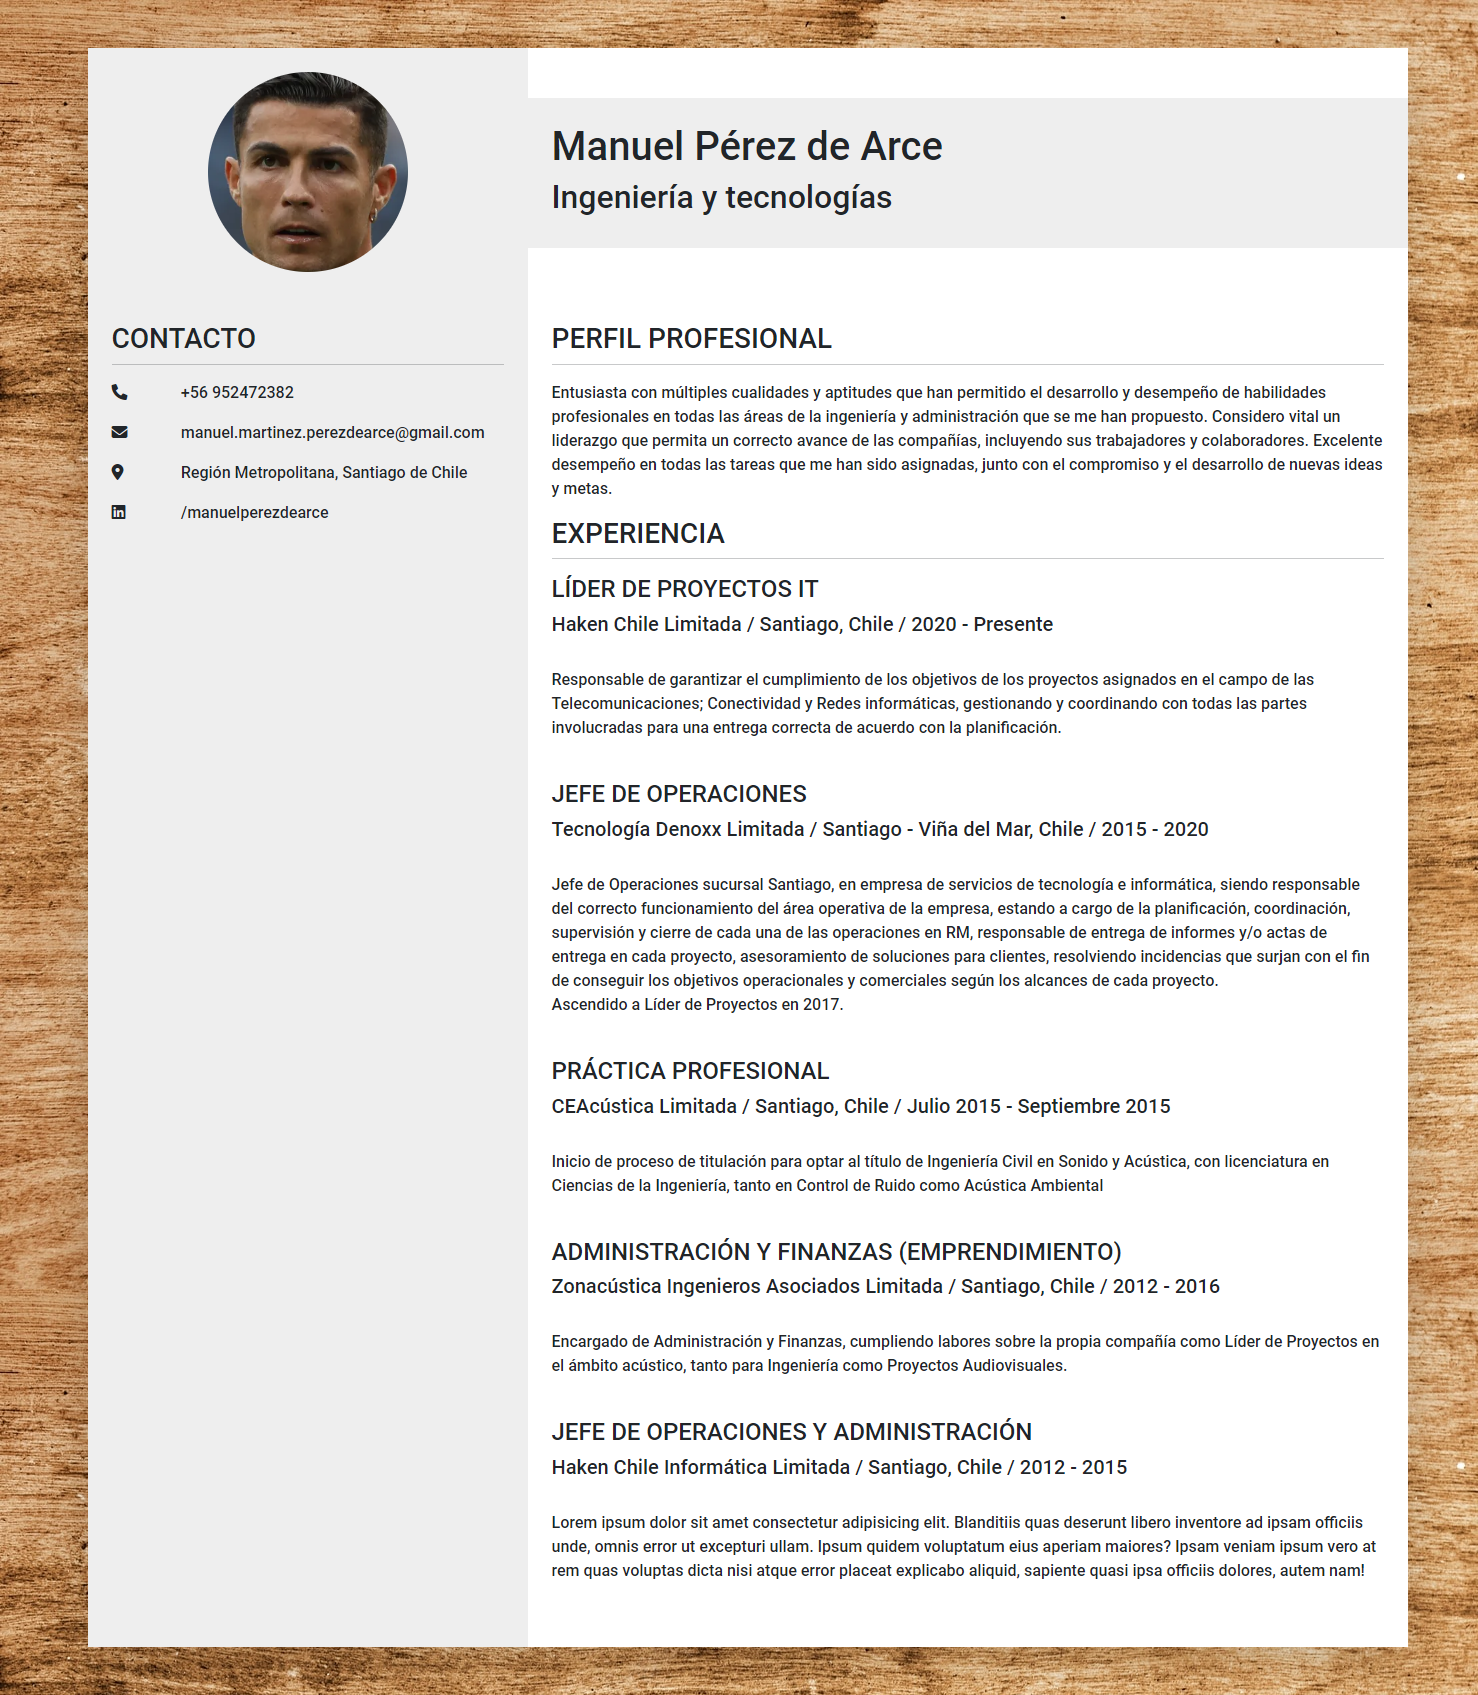 Manuel Pérez de Arce
Ingeniería y tecnologías
CONTACTO
+56 952472382
manuel.martinez.perezdearce@gmail.com
Región Metropolitana, Santiago de Chile
/manuelperezdearce
PERFIL PROFESIONAL
Entusiasta con múltiples cualidades y aptitudes que han permitido el desarrollo y desempeño de habilidades
profesionales en todas las áreas de la ingeniería y administración que se me han propuesto. Considero vital un
liderazgo que permita un correcto avance de las compañías, incluyendo sus trabajadores y colaboradores. Excelente
desempeño en todas las tareas que me han sido asignadas, junto con el compromiso y el desarrollo de nuevas ideas
y metas.
EXPERIENCIA
LÍDER DE PROYECTOS IT
Haken Chile Limitada / Santiago, Chile / 2020 - Presente
Responsable de garantizar el cumplimiento de los objetivos de los proyectos asignados en el campo de las
Telecomunicaciones; Conectividad y Redes informáticas, gestionando y coordinando con todas las partes
involucradas para una entrega correcta de acuerdo con la planificación.
JEFE DE OPERACIONES
Tecnología Denoxx Limitada / Santiago - Viña del Mar, Chile / 2015 - 2020
Jefe de Operaciones sucursal Santiago, en empresa de servicios de tecnología e informática, siendo responsable
del correcto funcionamiento del área operativa de la empresa, estando a cargo de la planificación, coordinación,
supervisión y cierre de cada una de las operaciones en RM, responsable de entrega de informes y/o actas de
entrega en cada proyecto, asesoramiento de soluciones para clientes, resolviendo incidencias que surjan con el fin
de conseguir los objetivos operacionales y comerciales según los alcances de cada proyecto.
Ascendido a Líder de Proyectos en 2017.
PRÁCTICA PROFESIONAL
CEAcústica Limitada / Santiago, Chile / Julio 2015 - Septiembre 2015
Inicio de proceso de titulación para optar al título de Ingeniería Civil en Sonido y Acústica, con licenciatura en
Ciencias de la Ingeniería, tanto en Control de Ruido como Acústica Ambiental
ADMINISTRACIÓN Y FINANZAS (EMPRENDIMIENTO)
Zonacústica Ingenieros Asociados Limitada / Santiago, Chile / 2012 - 2016
Encargado de Administración y Finanzas, cumpliendo labores sobre la propia compañía como Líder de Proyectos en
el ámbito acústico, tanto para Ingeniería como Proyectos Audiovisuales.
JEFE DE OPERACIONES Y ADMINISTRACIÓN
Haken Chile Informática Limitada / Santiago, Chile / 2012 - 2015
Lorem ipsum dolor sit amet consectetur adipisicing elit. Blanditiis quas deserunt libero inventore ad ipsam officiis
unde, omnis error ut excepturi ullam. Ipsum quidem voluptatum eius aperiam maiores? Ipsam veniam ipsum vero at
rem quas voluptas dicta nisi atque error placeat explicabo aliquid, sapiente quasi ipsa officiis dolores, autem nam!